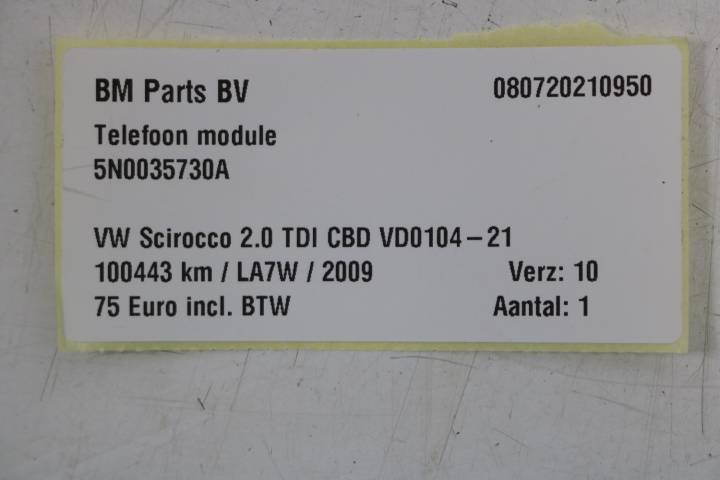 BM Parts BV 080720210950
Telefoon module
5N0035730A
VW Scirocco 2.0 TDI CBD VD0104-21
100443 km / LA7W / 2009 Verz: 10
75 Euro incl. BTW Aantal: 1